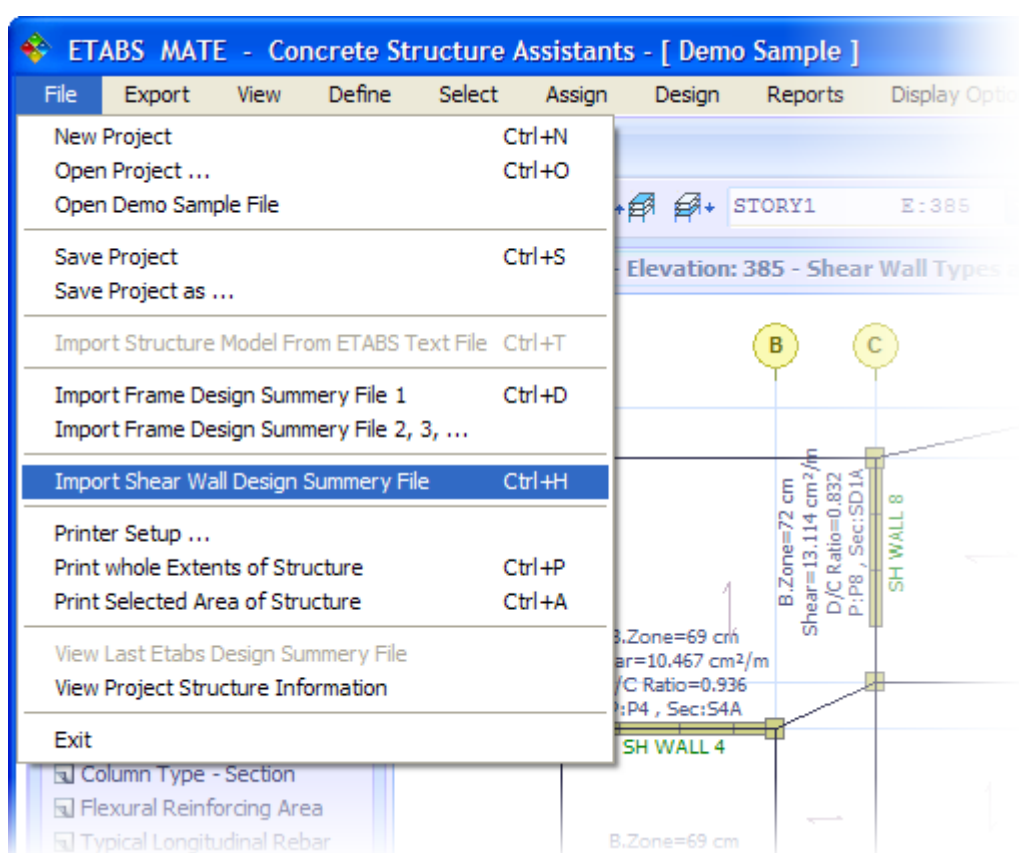 ETABS MATE - Concrete Structure Assistants - [ Demo Sample ]
File Export View Define Select Assign Design Reports Display
New Project Ctrl+N
Open Project ... Ctrl+O
Open Demo Sample File
Save Project Ctrl+S
Save Project as ...
Import Structure Model From ETABS Text File Ctrl+T
Import Frame Design Summery File 1 Ctrl+D
Import Frame Design Summery File 2, 3, ...
Import Shear Wall Design Summery File Ctrl+H
Printer Setup ...
Print whole Extents of Structure Ctrl+P
Print Selected Area of Structure Ctrl+A
View Last Etabs Design Summery File
View Project Structure Information
Exit
STORY1 E:385
- Elevation: 385 - Shear Wall Types
B C
B.Zone=72 cm
Shear=13.114 cm²/m
D/C Ratio=0.832
P:P8 , Sec:SD1A
SH WALL 8
B.Zone=69 cm
ar=10.467 cm²/m
/C Ratio=0.936
:P4 , Sec:S4A
SH WALL 4
Column Type - Section
Flexural Reinforcing Area
Typical Longitudinal Rebar
B.Zone=69 cm